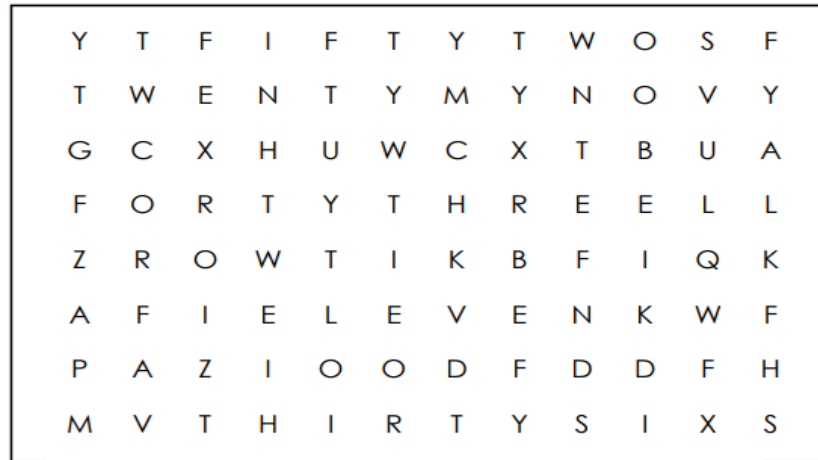 Y T F I F T Y T W O S F
T W E N T Y M Y N O V Y
G C X H U W C X T B U A
F O R T Y T H R E E L L
Z R O W T I K B F I Q K
A F I E L E V E N K W F
P A Z I O O D F D D F H
M V T H I R T Y S I X S